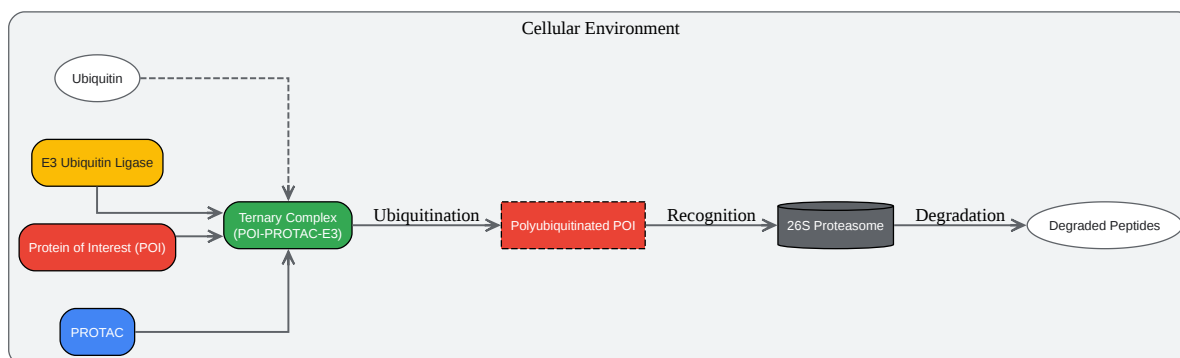 Cellular Environment
Ubiquitin
E3 Ubiquitin Ligase
Protein of Interest (POI)
PROTAC
Ternary Complex
(POI-PROTAC-E3)
Ubiquitination
Polyubiquitinated POI
Recognition
26S Proteasome
Degradation
Degraded Peptides